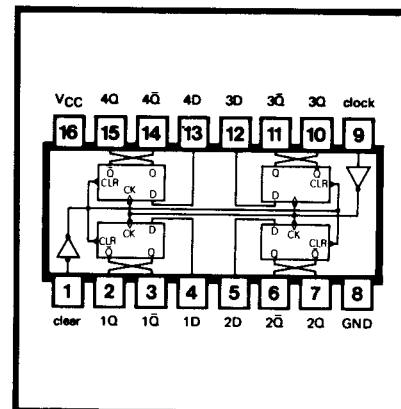 VCC 4Q 4Q̄ 4D 3D 3Q̄ 3Q clock
16 15 14 13 12 11 10 9
Q̄ Q Q Q̄
CLR D D CLR
CK
D D CK
CLR Q̄ Q Q Q̄ CLR
1 2 3 4 5 6 7 8
clear 1Q 1Q̄ 1D 2D 2Q̄ 2Q GND